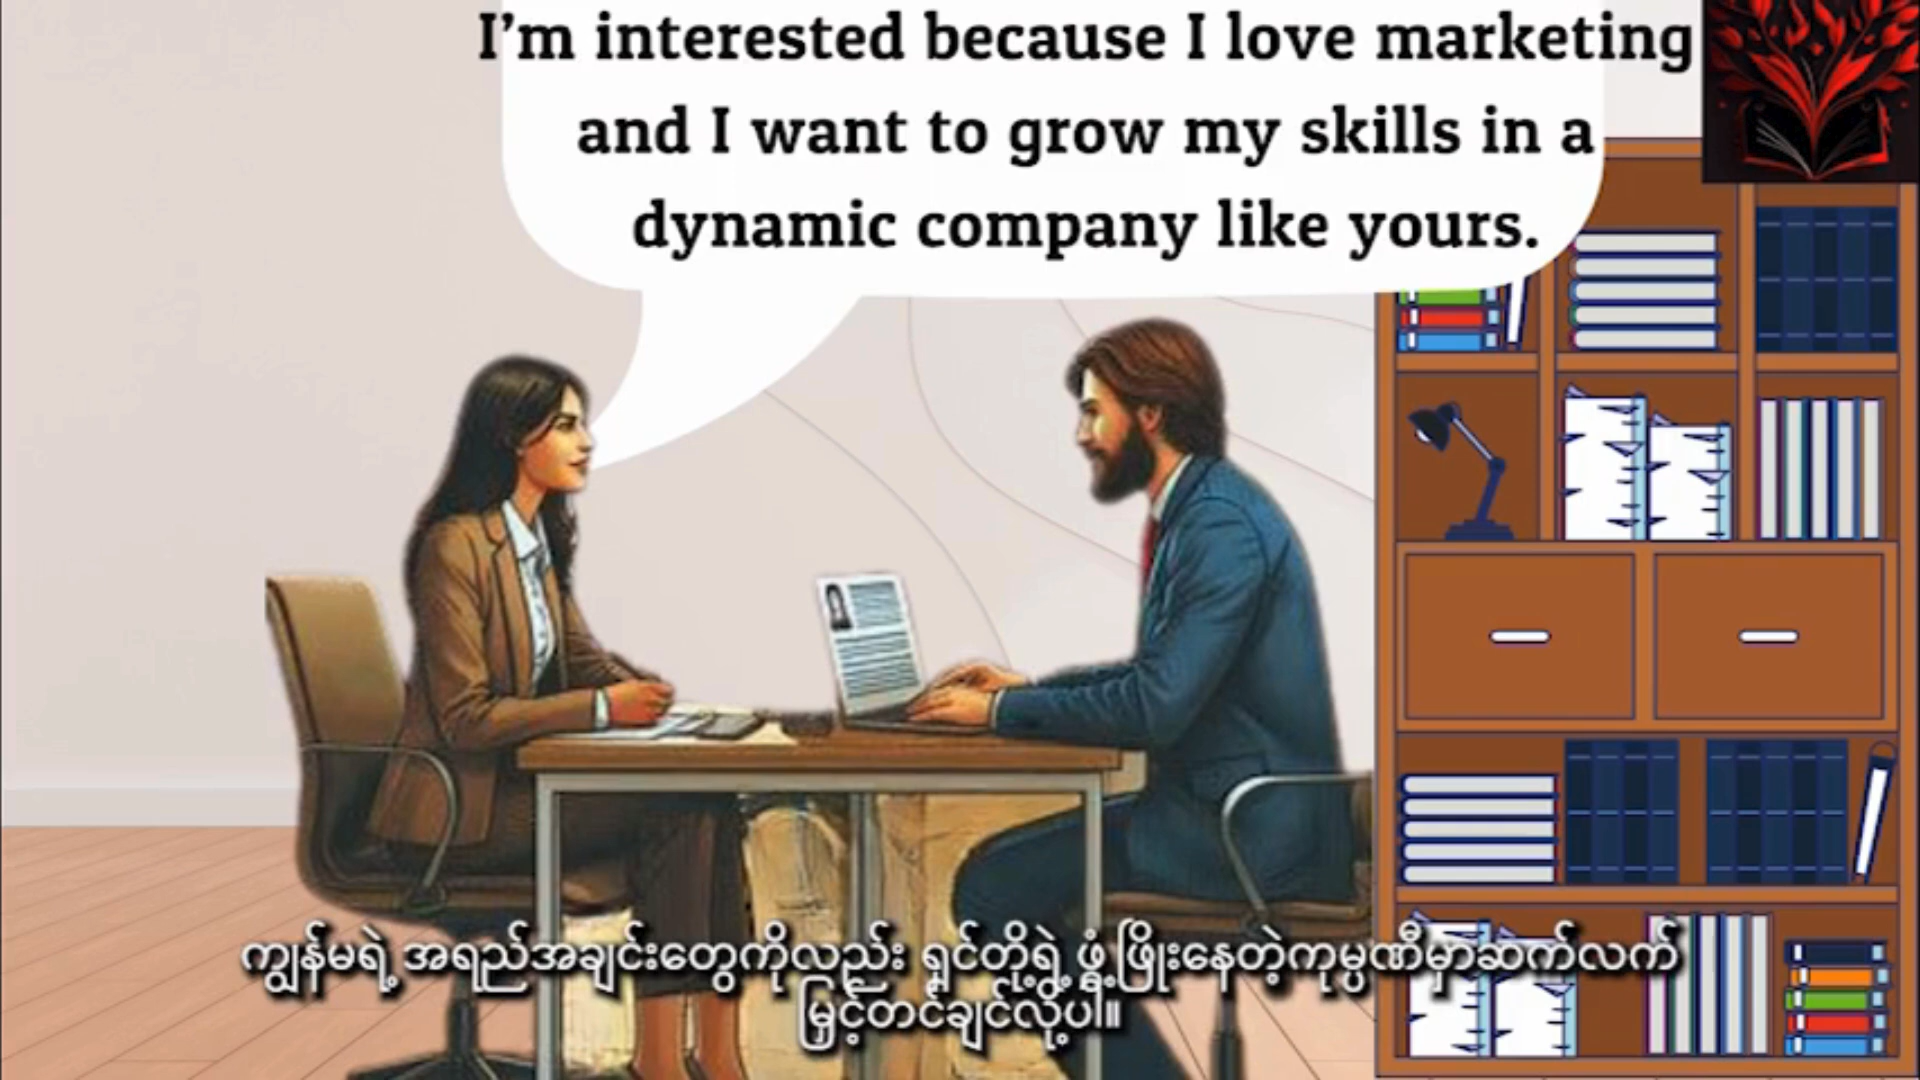 I’m interested because I love marketing
and I want to grow my skills in a
dynamic company like yours.
ကျွန်မရဲ့ အရည်အချင်းတွေကိုလည်း ရှင်တို့ရဲ့ ဖွံ့ဖြိုးနေတဲ့ကုမ္ပဏီမှာဆက်လက်
မြှင့်တင်ချင်လို့ပါ။